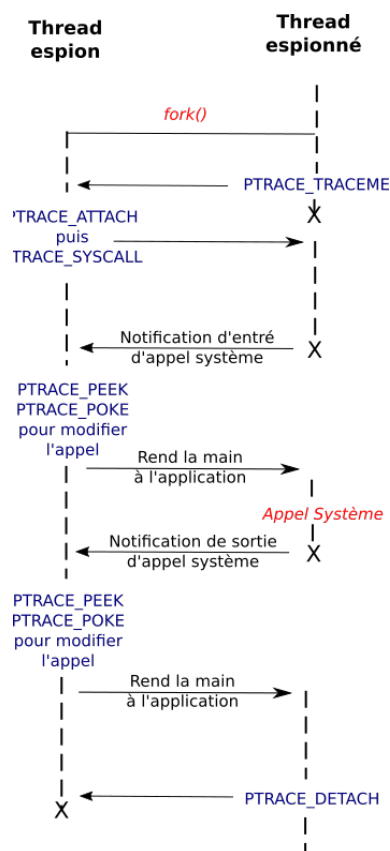 Thread
espion
Thread
espionné
fork()
PTRACE_TRACEME
X
PTRACE_ATTACH
puis
TRACE_SYSCALL
Notification d'entré
d'appel système
X
PTRACE_PEEK
PTRACE_POKE
pour modifier
l'appel
Rend la main
à l'application
Appel Système
Notification de sortie
d'appel système
X
PTRACE_PEEK
PTRACE_POKE
pour modifier
l'appel
Rend la main
à l'application
PTRACE_DETACH
X